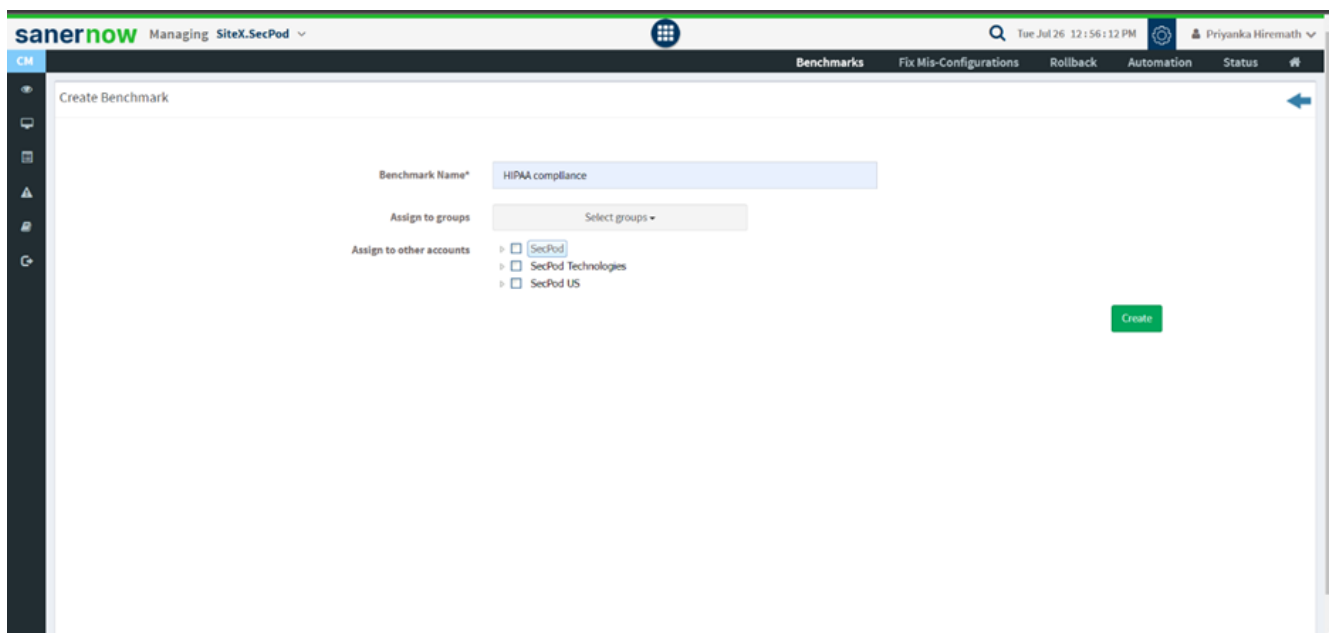 sanernow Managing SiteX.SecPod Tue Jul 26 12:56:12 PM Priyanka Hiremath
CM Benchmarks Fix Mis-Configurations Rollback Automation Status
Create Benchmark
Benchmark Name* HIPAA compliance
Assign to groups Select groups
Assign to other accounts SecPod
SecPod Technologies
SecPod US
Create